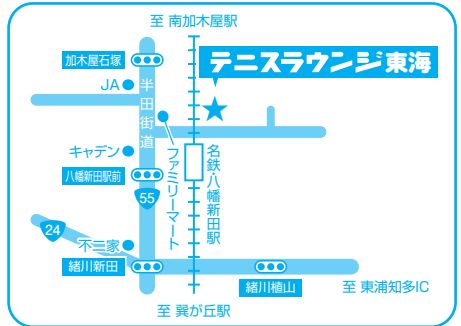 至 南加木屋駅
加木屋石塚
テニスラウンジ東海
JA
半田街道
キャデン
ファミリーマート
名鉄・八幡新田駅
八幡新田駅前
55
24
不二家
緒川新田
緒川植山
至 東浦知多IC
至 巽が丘駅